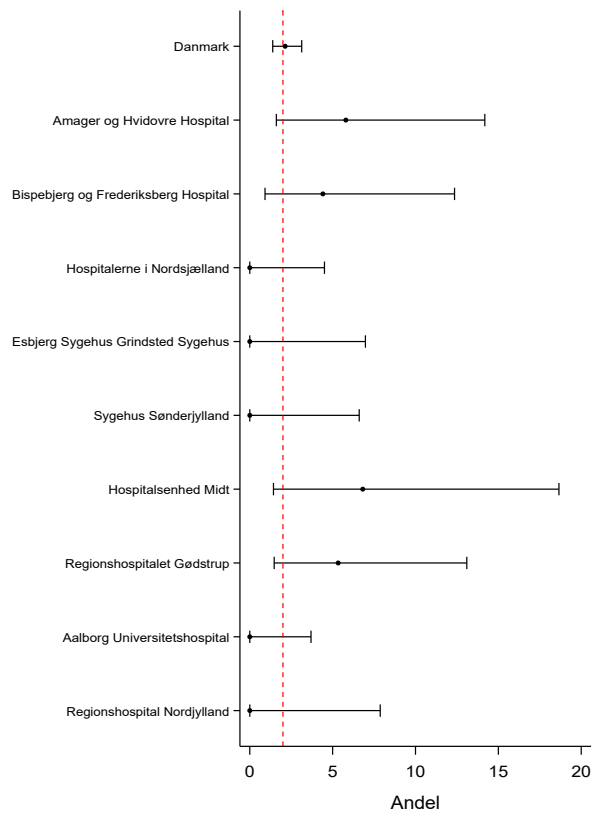 Danmark
Amager og Hvidovre Hospital
Bispebjerg og Frederiksberg Hospital
Hospitalerne i Nordsjælland
Esbjerg Sygehus Grindsted Sygehus
Sygehus Sønderjylland
Hospitalsenhed Midt
Regionshospitalet Gødstrup
Aalborg Universitetshospital
Regionshospital Nordjylland
0 5 10 15 20
Andel